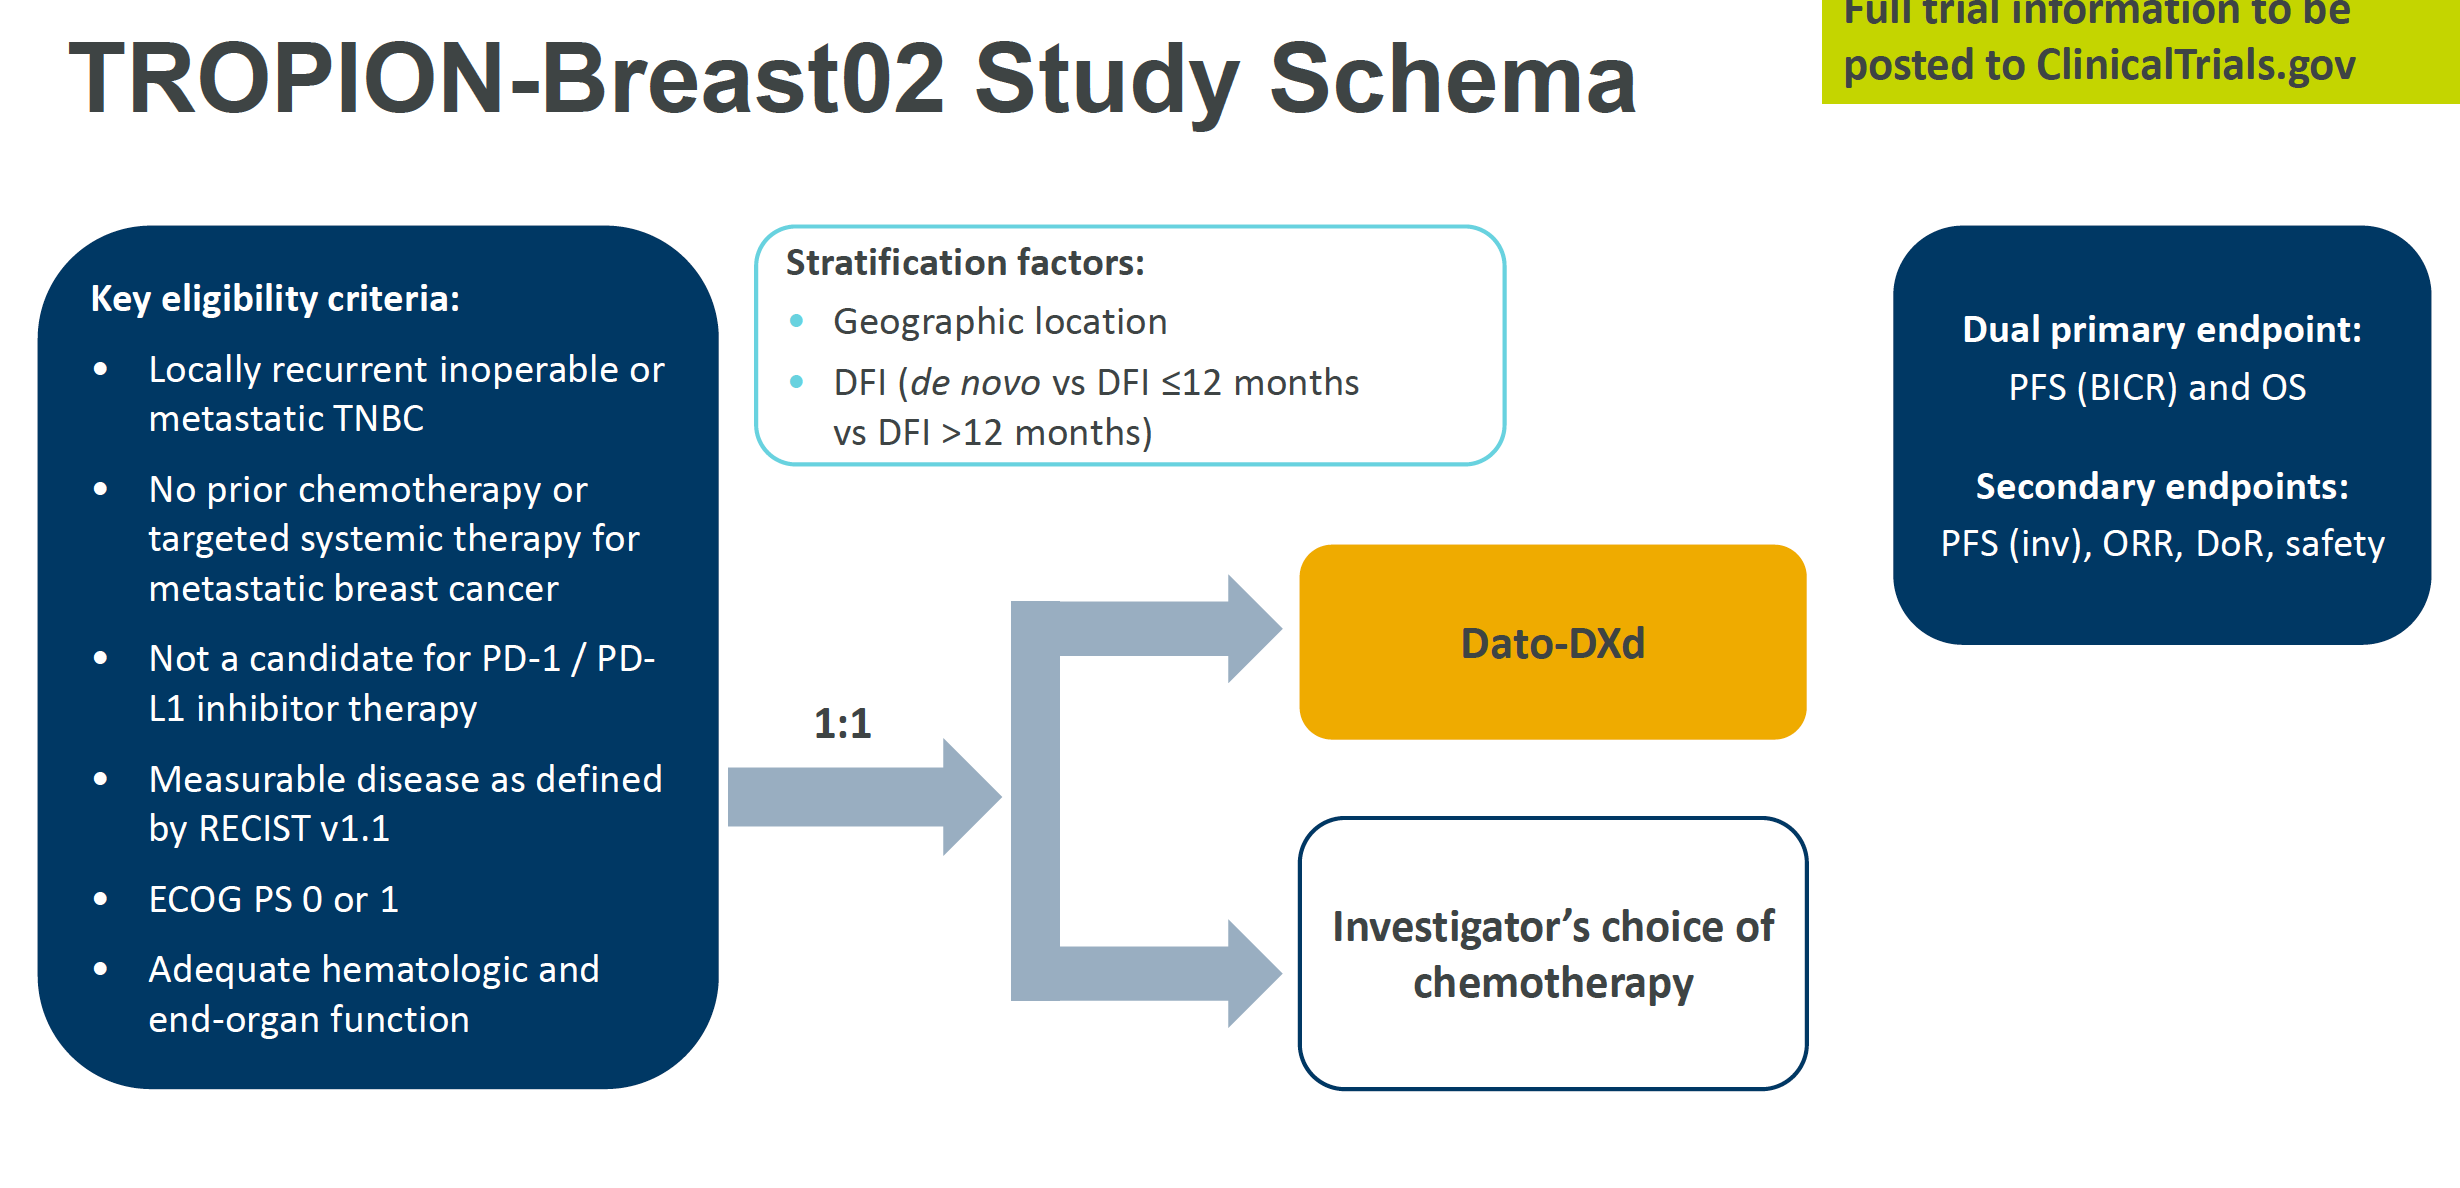 TROPION-Breast02 Study Schema
Full trial information to be
posted to ClinicalTrials.gov
Key eligibility criteria:
• Locally recurrent inoperable or
metastatic TNBC
• No prior chemotherapy or
targeted systemic therapy for
metastatic breast cancer
• Not a candidate for PD-1 / PD-
L1 inhibitor therapy
• Measurable disease as defined
by RECIST v1.1
• ECOG PS 0 or 1
• Adequate hematologic and
end-organ function
Stratification factors:
• Geographic location
• DFI (de novo vs DFI ≤12 months
vs DFI >12 months)
1:1
Dato-DXd
Investigator’s choice of
chemotherapy
Dual primary endpoint:
PFS (BICR) and OS
Secondary endpoints:
PFS (inv), ORR, DoR, safety